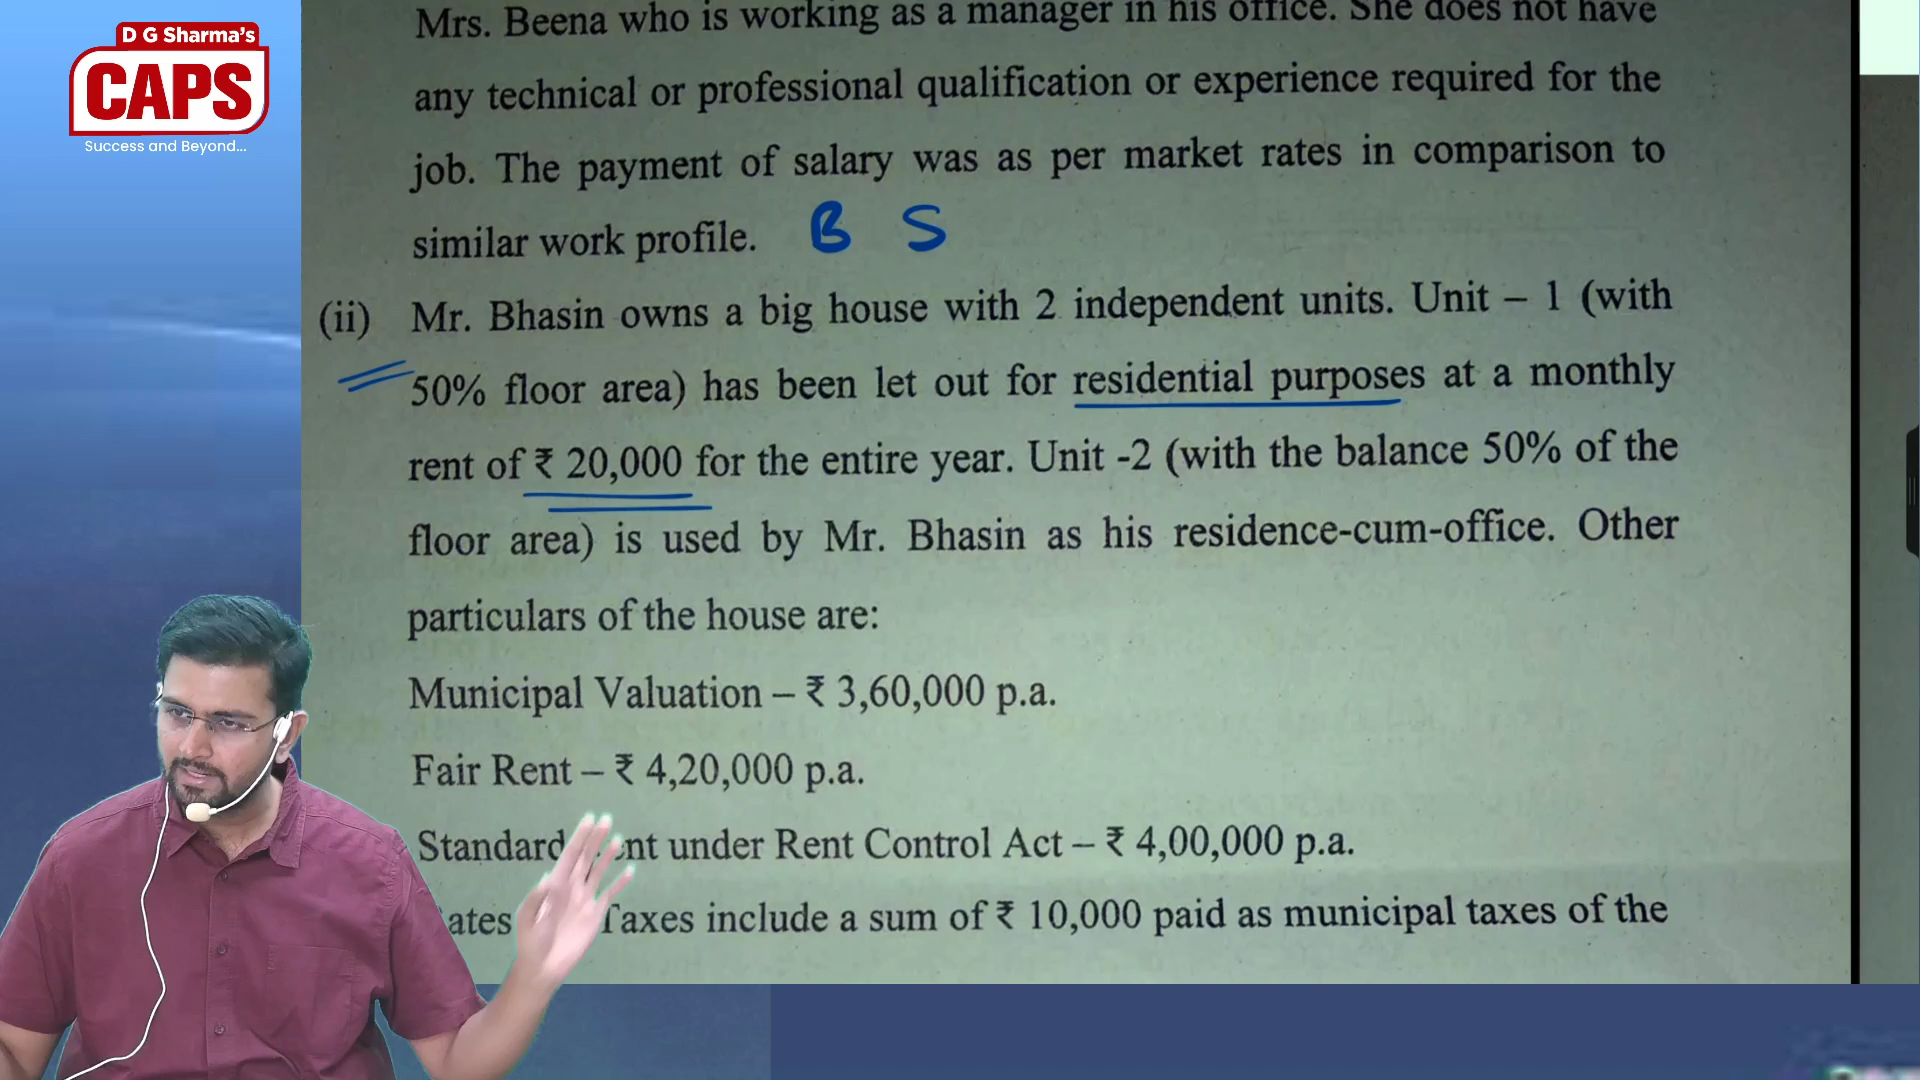 D G Sharma's
CAPS
Success and Beyond...
Mrs. Beena who is working as a manager in his office. She does not have
any technical or professional qualification or experience required for the
job. The payment of salary was as per market rates in comparison to
similar work profile. B S
(ii) Mr. Bhasin owns a big house with 2 independent units. Unit – 1 (with
50% floor area) has been let out for residential purposes at a monthly
rent of ₹ 20,000 for the entire year. Unit -2 (with the balance 50% of the
floor area) is used by Mr. Bhasin as his residence-cum-office. Other
particulars of the house are:
Municipal Valuation – ₹ 3,60,000 p.a.
Fair Rent – ₹ 4,20,000 p.a.
Standard under Rent Control Act – ₹ 4,00,000 p.a.
Taxes include a sum of ₹ 10,000 paid as municipal taxes of the